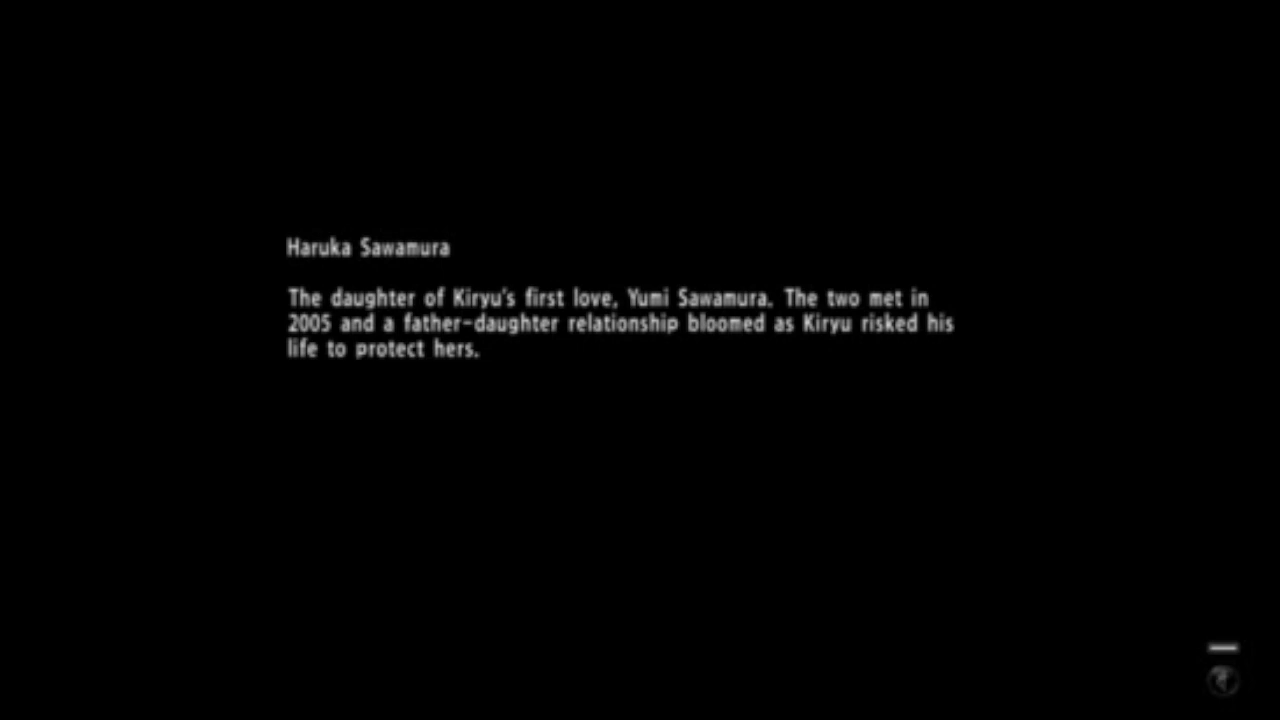 Haruka Sawamura
The daughter of Kiryu's first love, Yumi Sawamura. The two met in
2005 and a father-daughter relationship bloomed as Kiryu risked his
life to protect hers.